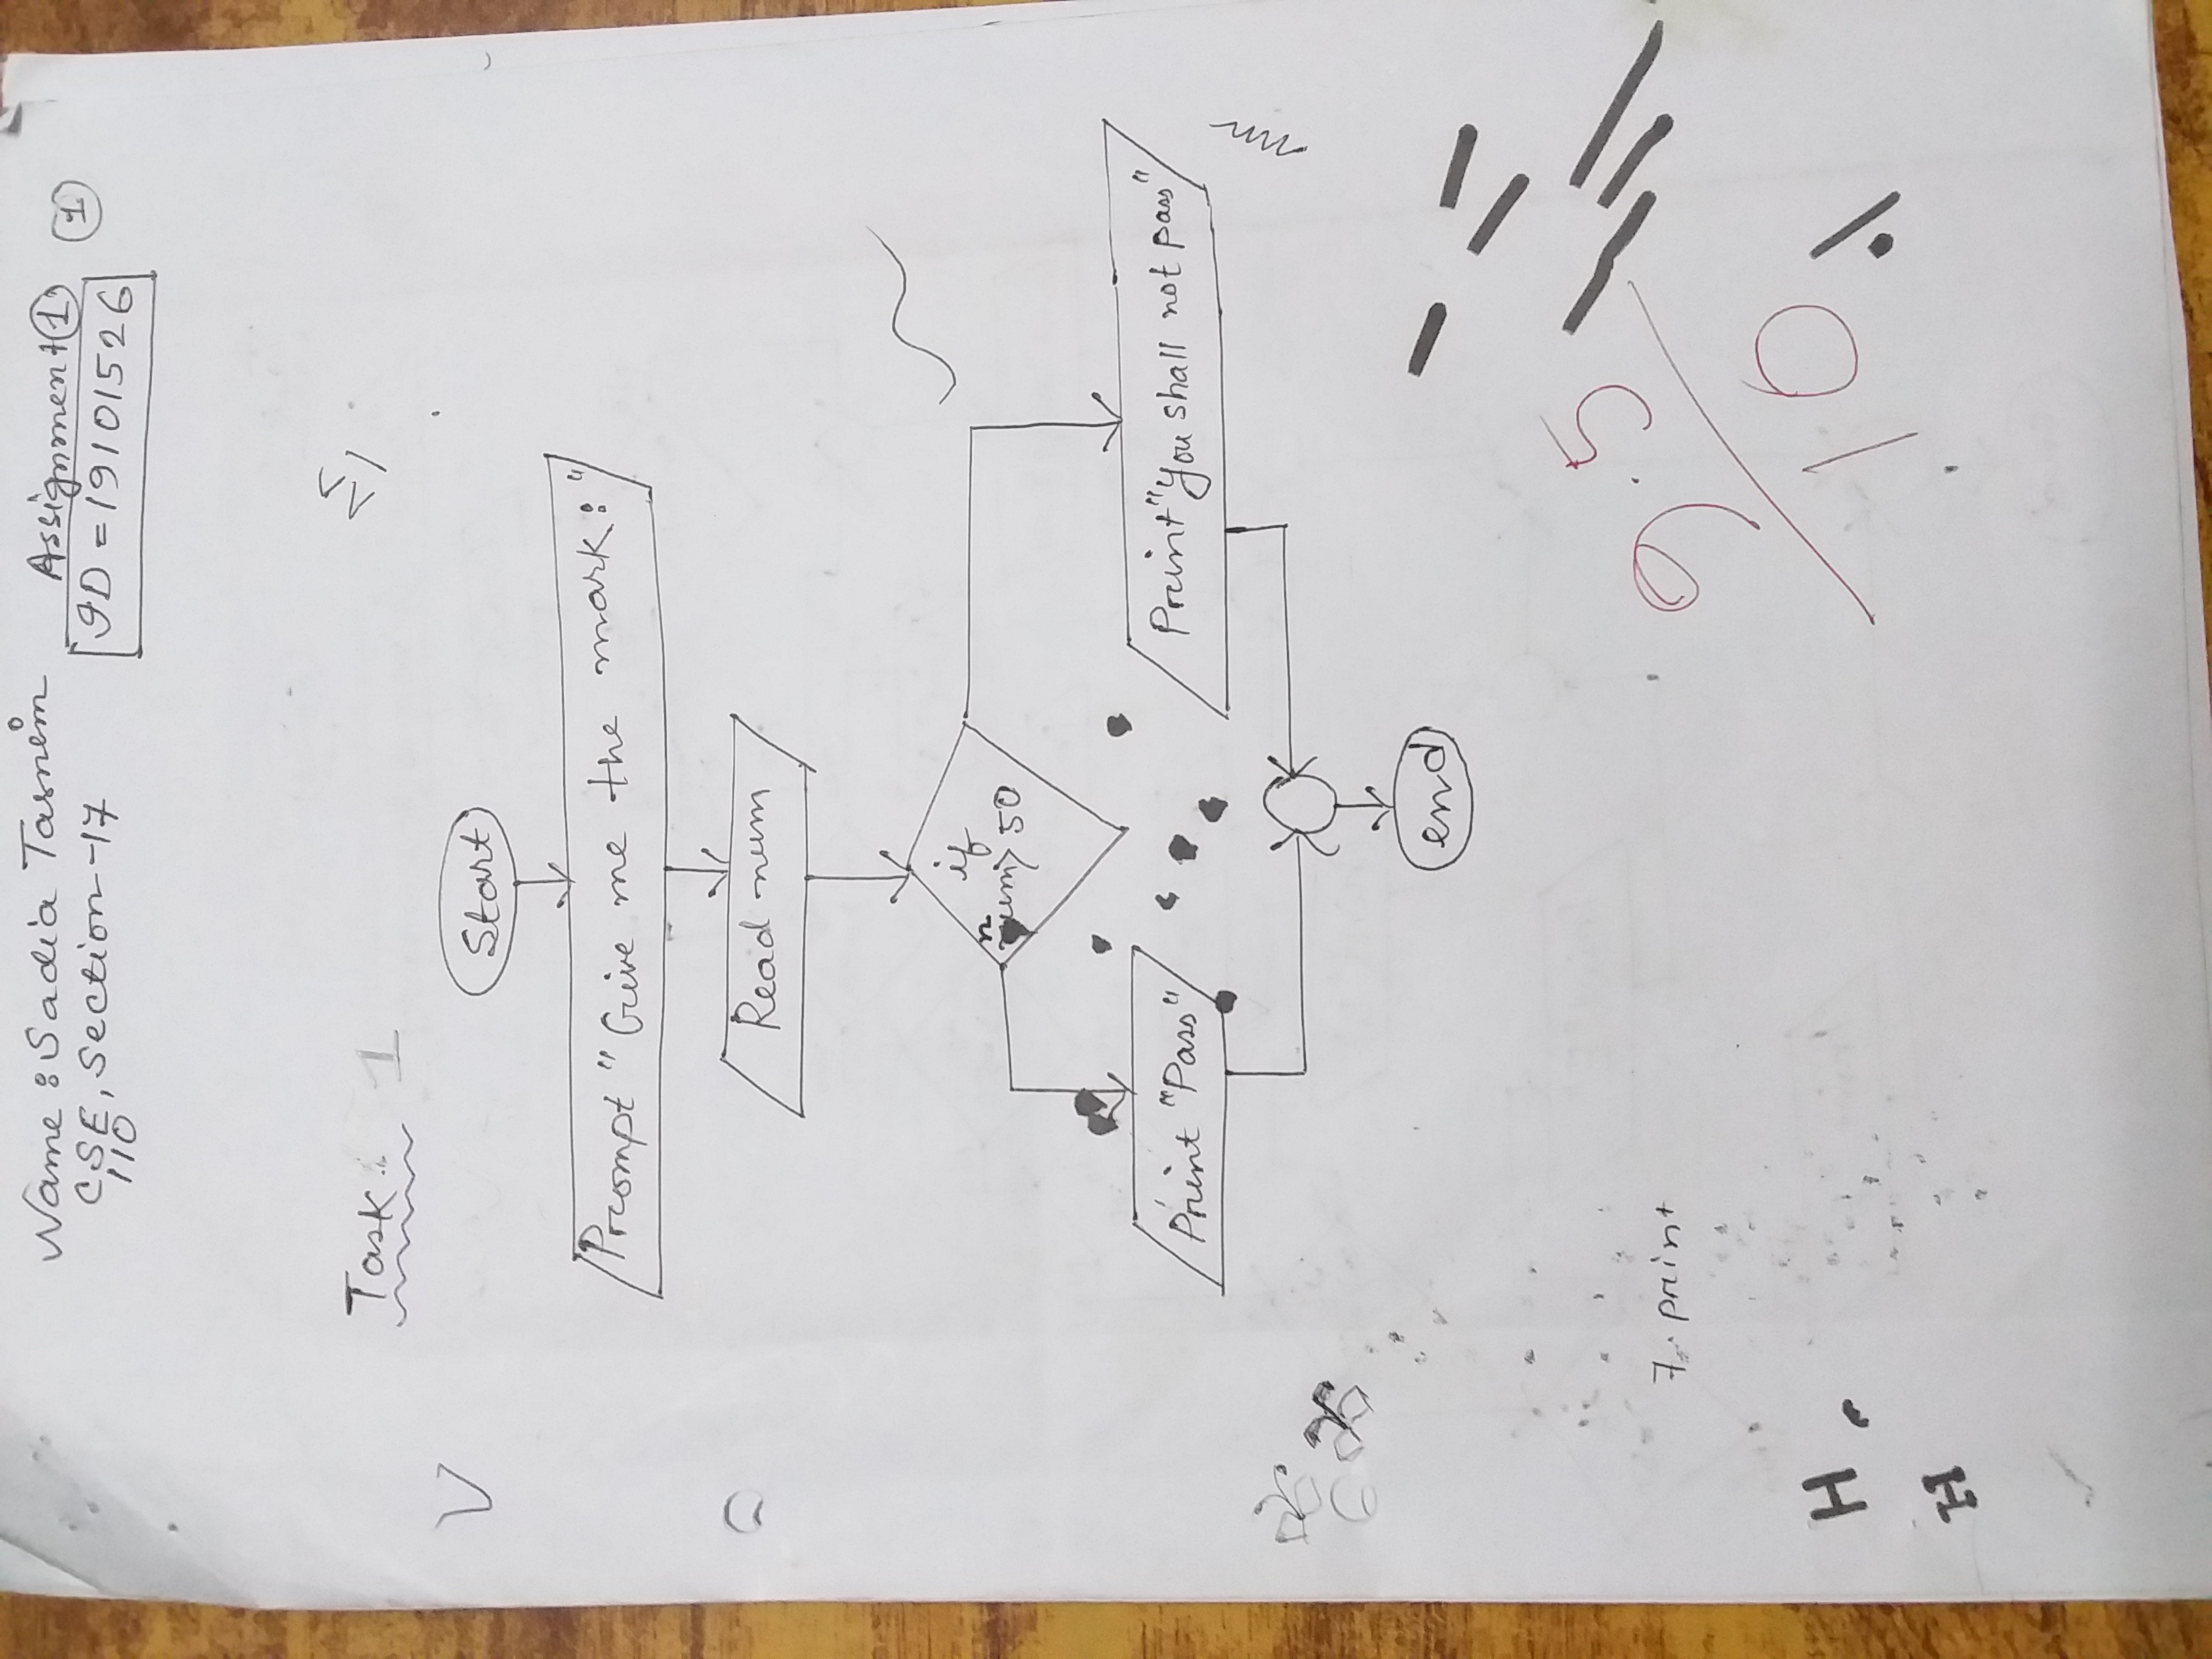 Name : Sadia Tasnim
Assignment 1
1
CSE, Section-17
110
ID = 19101526
Task 1
Start
Prompt "Give me the mark:"
Read num
if
num > 50
Print "Pass"
Print "You shall not pass"
end
9.5
10
7. print
H
H